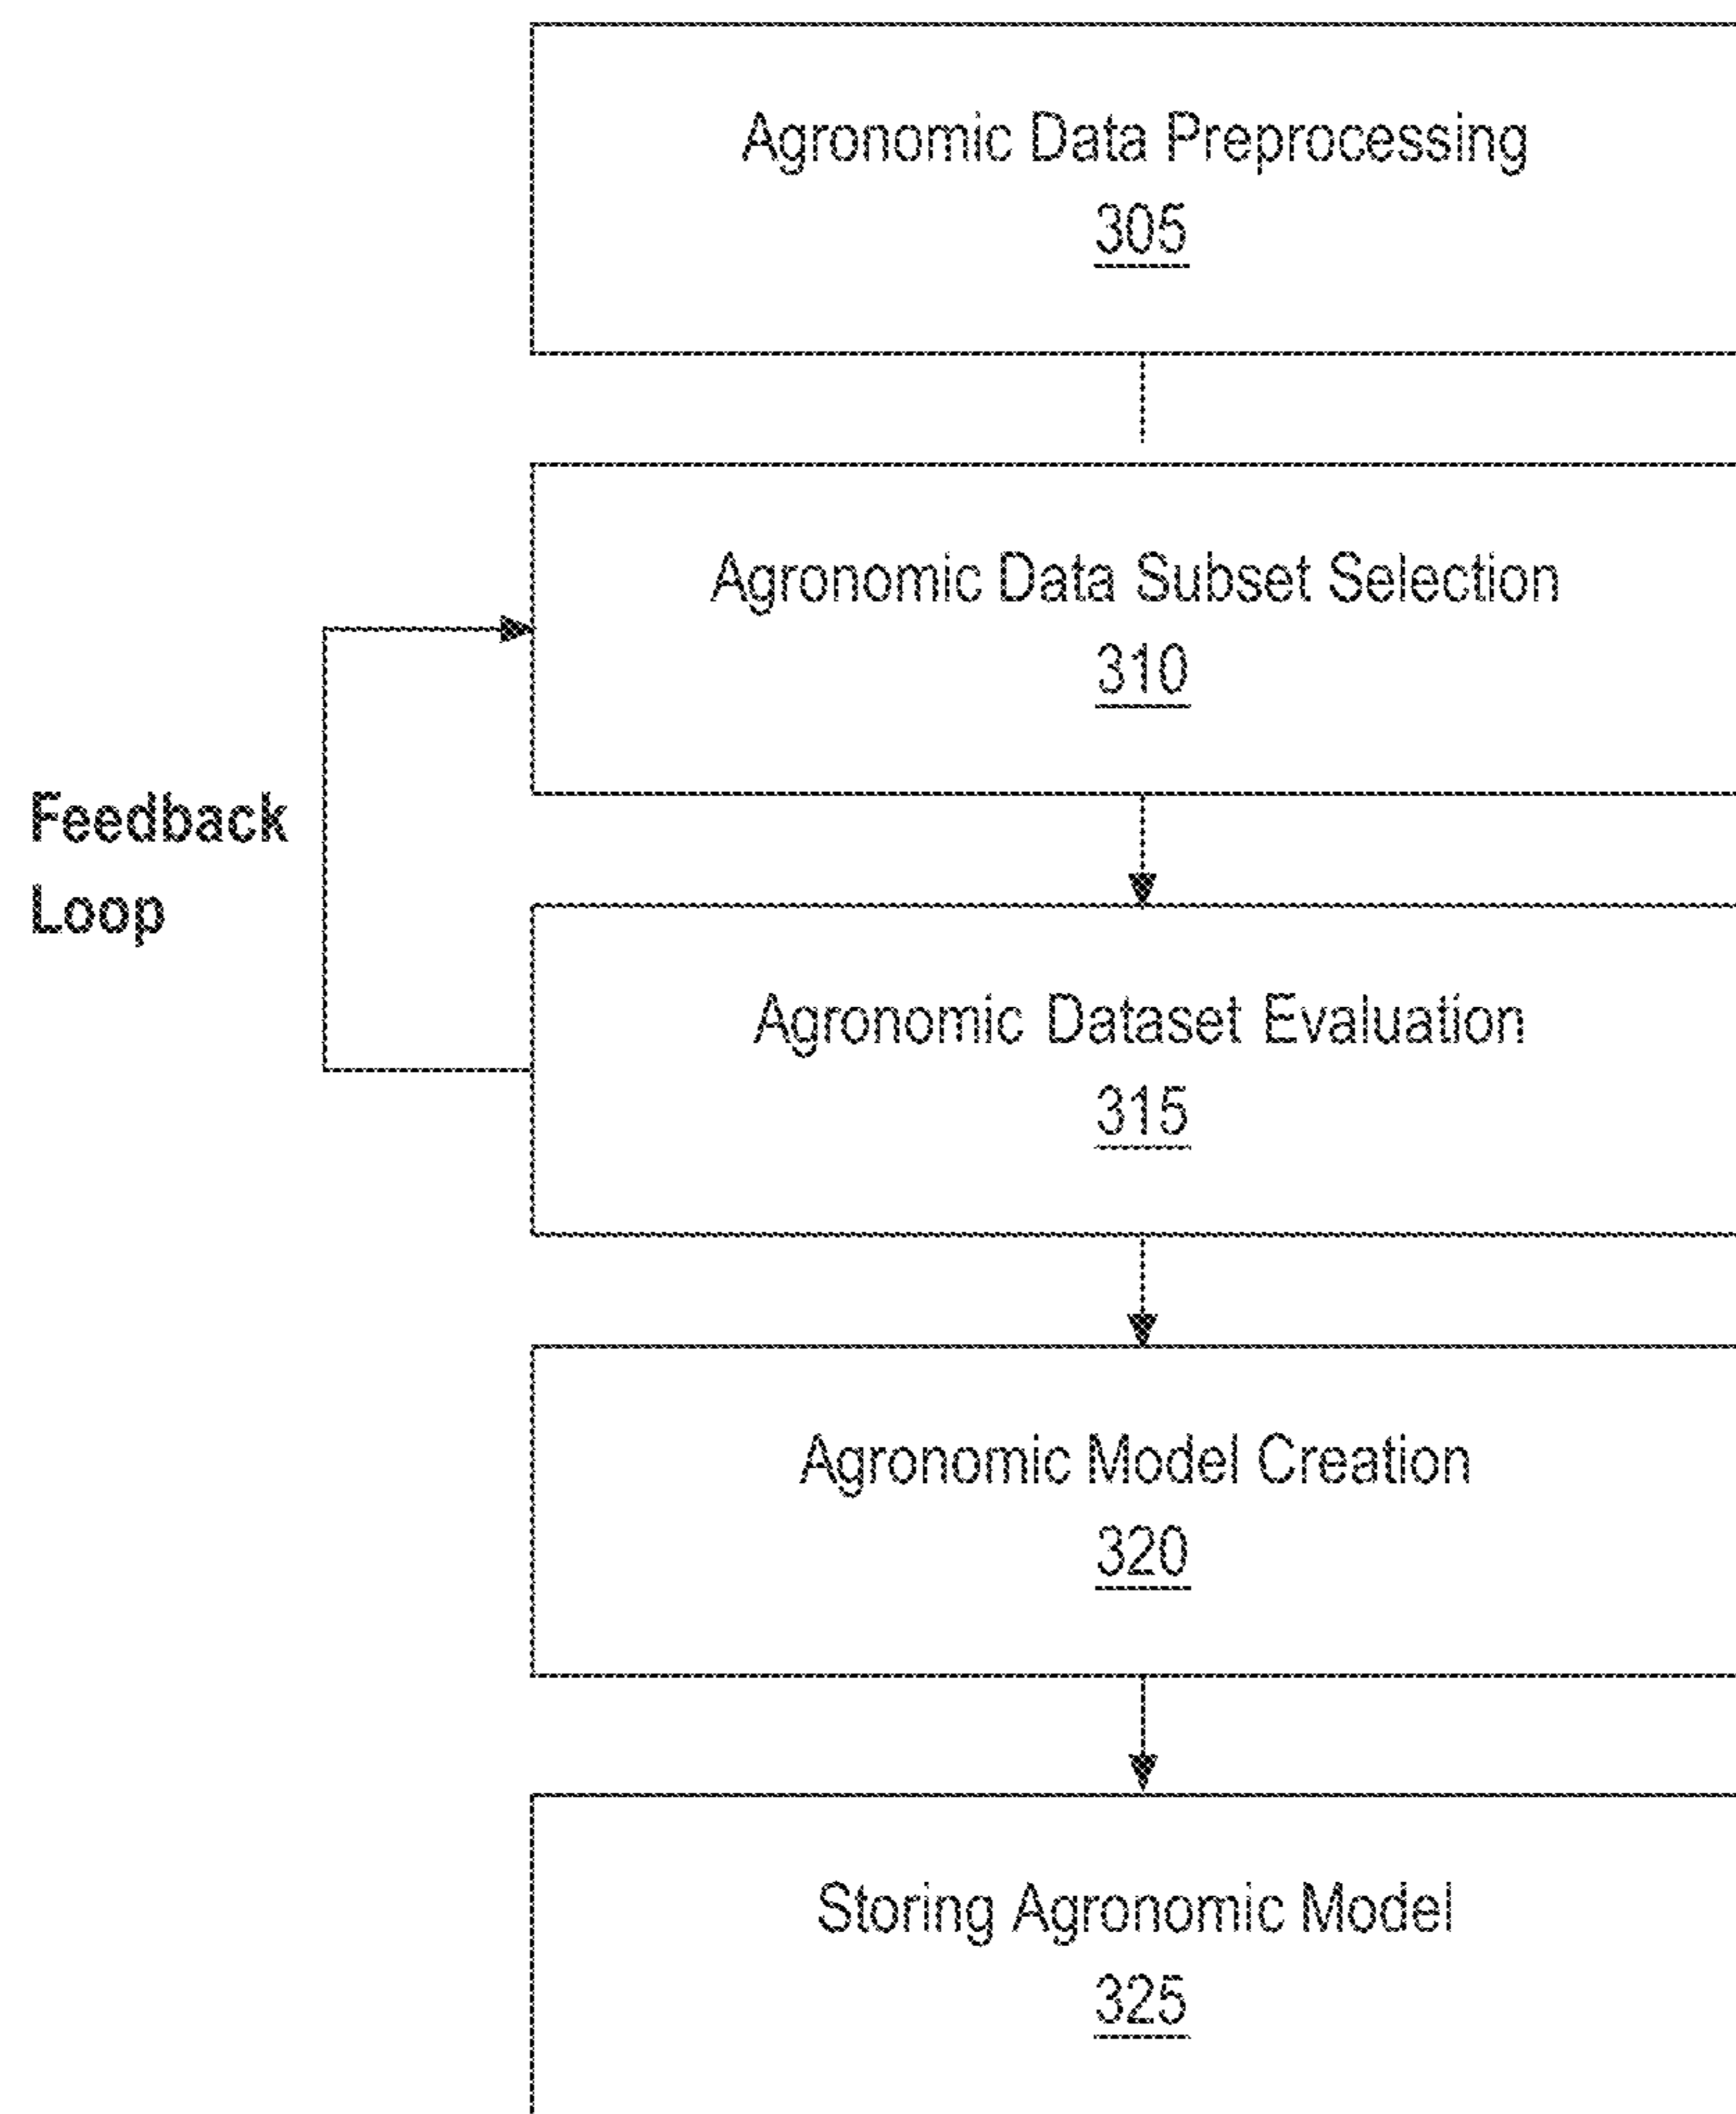 Agronomic Data Preprocessing
305
Agronomic Data Subset Selection
310
Feedback
Loop
Agronomic Dataset Evaluation
315
Agronomic Model Creation
320
Storing Agronomic Model
325